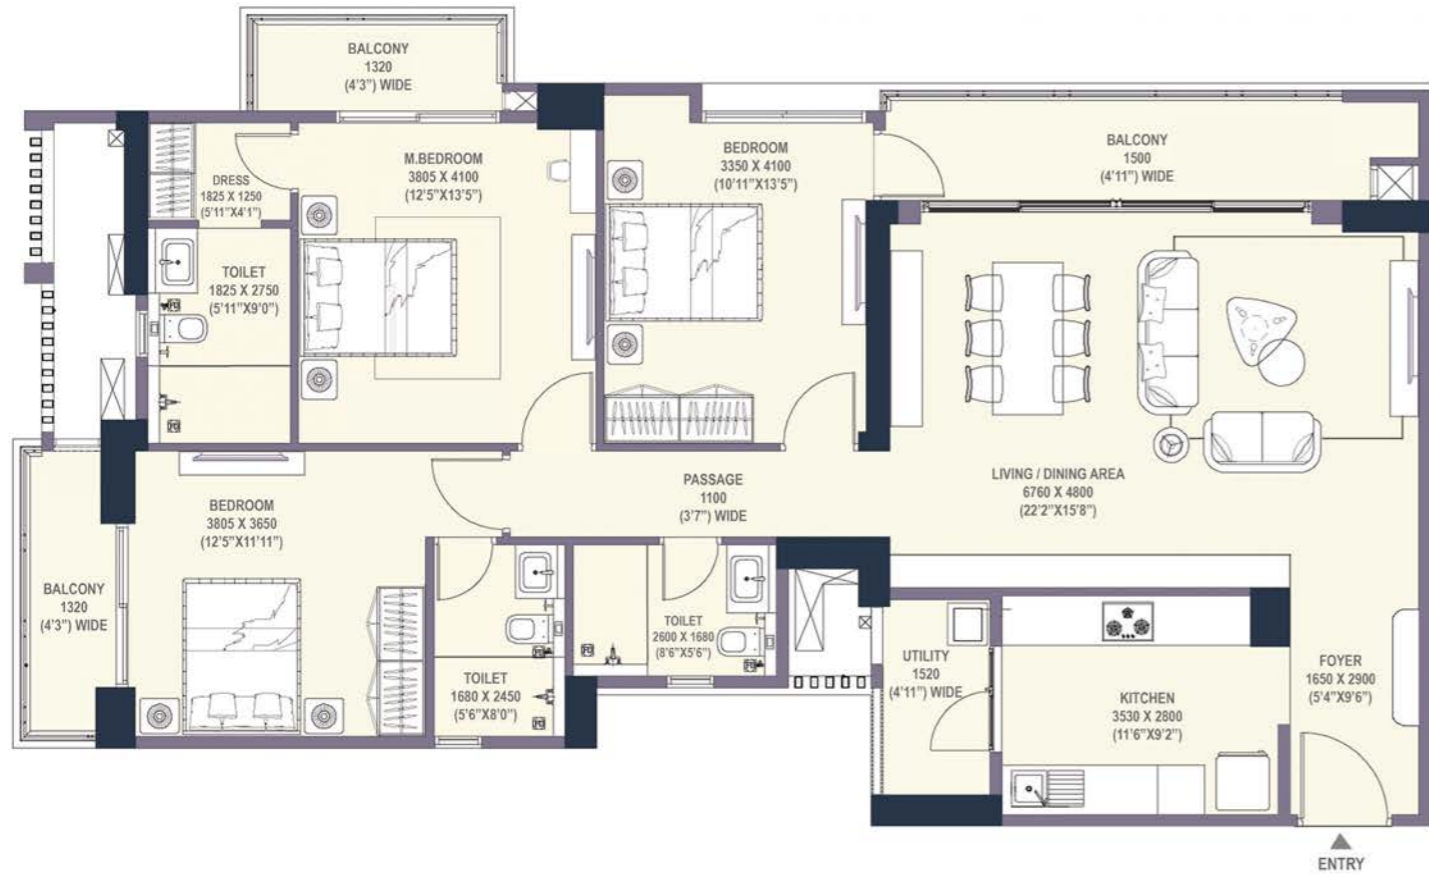 BALCONY
1320
(4'3") WIDE
M.BEDROOM
3805 X 4100
(12'5"X13'5")
BEDROOM
3350 X 4100
(10'11"X13'5")
BALCONY
1500
(4'11") WIDE
DRESS
1825 X 1250
(5'11"X4'1")
TOILET
1825 X 2750
(5'11"X9'0")
BEDROOM
3805 X 3650
(12'5"X11'11")
PASSAGE
1100
(3'7") WIDE
LIVING / DINING AREA
6760 X 4800
(22'2"X15'8")
BALCONY
1320
(4'3") WIDE
TOILET
1680 X 2450
(5'6"X8'0")
TOILET
2600 X 1680
(8'6"X5'6")
UTILITY
1520
(4'11") WIDE
KITCHEN
3530 X 2800
(11'6"X9'2")
FOYER
1650 X 2900
(5'4"X9'6")
ENTRY